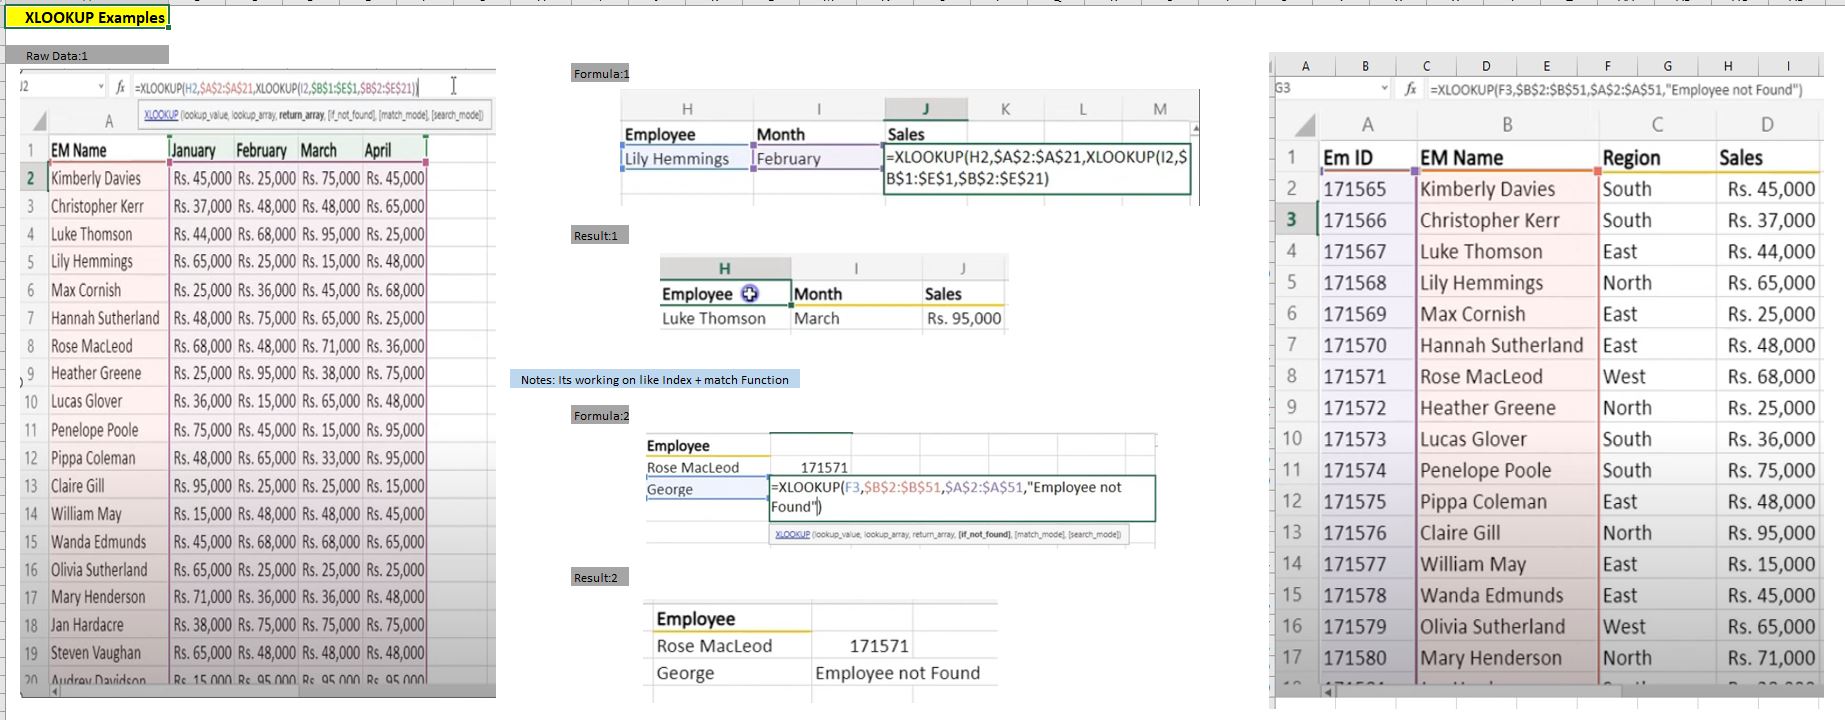 XLOOKUP Examples
Raw Data:1
J2 fx =XLOOKUP(H2,$A$2:$A$21,XLOOKUP(I2,$B$1:$E$1,$B$2:$E$21))
XLOOKUP (lookup_value, lookup_array, return_array, [if_not_found], [match_mode], [search_mode])
A
1 EM Name January February March April
2 Kimberly Davies Rs. 45,000 Rs. 25,000 Rs. 75,000 Rs. 45,000
3 Christopher Kerr Rs. 37,000 Rs. 48,000 Rs. 48,000 Rs. 65,000
4 Luke Thomson Rs. 44,000 Rs. 68,000 Rs. 95,000 Rs. 25,000
5 Lily Hemmings Rs. 65,000 Rs. 25,000 Rs. 15,000 Rs. 48,000
6 Max Cornish Rs. 25,000 Rs. 36,000 Rs. 45,000 Rs. 68,000
7 Hannah Sutherland Rs. 48,000 Rs. 75,000 Rs. 65,000 Rs. 25,000
8 Rose MacLeod Rs. 68,000 Rs. 48,000 Rs. 71,000 Rs. 36,000
9 Heather Greene Rs. 25,000 Rs. 95,000 Rs. 38,000 Rs. 75,000
10 Lucas Glover Rs. 36,000 Rs. 15,000 Rs. 65,000 Rs. 48,000
11 Penelope Poole Rs. 75,000 Rs. 45,000 Rs. 15,000 Rs. 95,000
12 Pippa Coleman Rs. 48,000 Rs. 65,000 Rs. 33,000 Rs. 95,000
13 Claire Gill Rs. 95,000 Rs. 25,000 Rs. 95,000 Rs. 15,000
14 William May Rs. 15,000 Rs. 48,000 Rs. 48,000 Rs. 45,000
15 Wanda Edmunds Rs. 45,000 Rs. 68,000 Rs. 68,000 Rs. 65,000
16 Olivia Sutherland Rs. 65,000 Rs. 25,000 Rs. 25,000 Rs. 25,000
17 Mary Henderson Rs. 71,000 Rs. 36,000 Rs. 36,000 Rs. 48,000
18 Jan Hardacre Rs. 38,000 Rs. 75,000 Rs. 75,000 Rs. 75,000
19 Steven Vaughan Rs. 65,000 Rs. 48,000 Rs. 48,000 Rs. 48,000
20 Audrey Davidson Rs. 15,000 Rs. 95,000 Rs. 95,000 Rs. 95,000
Formula:1
H I J K L M
Employee Month Sales
Lily Hemmings February =XLOOKUP(H2,$A$2:$A$21,XLOOKUP(I2,$
B$1:$E$1,$B$2:$E$21)
Result:1
H I J
Employee Month Sales
Luke Thomson March Rs. 95,000
Notes: Its working on like Index + match Function
Formula:2
Employee
Rose MacLeod 171571
George =XLOOKUP(F3,$B$2:$B$51,$A$2:$A$51,"Employee not
Found")
XLOOKUP (lookup_value, lookup_array, return_array, [if_not_found], [match_mode], [search_mode])
Result:2
Employee
Rose MacLeod 171571
George Employee not Found
A B C D E F G H I
G3 fx =XLOOKUP(F3,$B$2:$B$51,$A$2:$A$51,"Employee not Found")
A B C D
1 Em ID EM Name Region Sales
2 171565 Kimberly Davies South Rs. 45,000
3 171566 Christopher Kerr South Rs. 37,000
4 171567 Luke Thomson East Rs. 44,000
5 171568 Lily Hemmings North Rs. 65,000
6 171569 Max Cornish East Rs. 25,000
7 171570 Hannah Sutherland East Rs. 48,000
8 171571 Rose MacLeod West Rs. 68,000
9 171572 Heather Greene North Rs. 25,000
10 171573 Lucas Glover South Rs. 36,000
11 171574 Penelope Poole South Rs. 75,000
12 171575 Pippa Coleman East Rs. 48,000
13 171576 Claire Gill North Rs. 95,000
14 171577 William May East Rs. 15,000
15 171578 Wanda Edmunds East Rs. 45,000
16 171579 Olivia Sutherland West Rs. 65,000
17 171580 Mary Henderson North Rs. 71,000